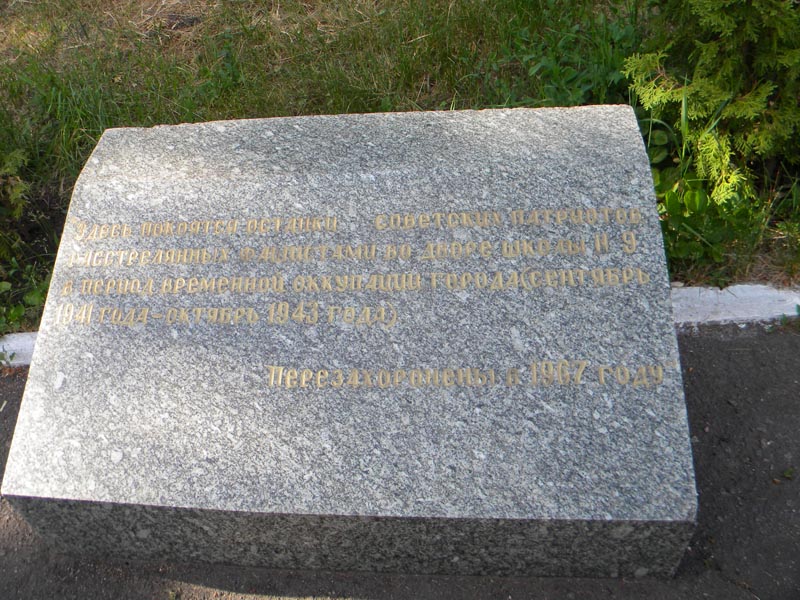 "Здесь покоятся останки советских патриотов,
расстрелянных фашистами во дворе школы № 9
в период временной оккупации города (сентябрь
1941 года – октябрь 1943 года).
Перезахоронены в 1967 году"